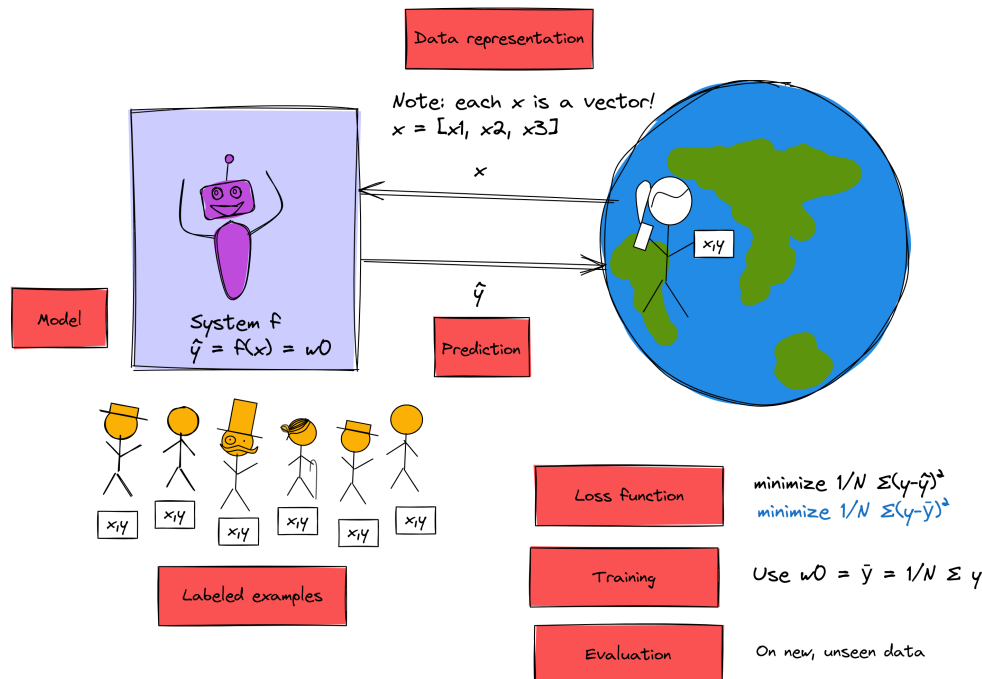 Data representation
Note: each x is a vector!
x = [x1, x2, x3]
x
x,y
ŷ
System f
ŷ = f(x) = w0
Model
Prediction
x,y
x,y
x,y
x,y
x,y
x,y
Labeled examples
Loss function
minimize 1/N Σ(y-ŷ)²
minimize 1/N Σ(y-ȳ)²
Training
Use w0 = ȳ = 1/N Σ y
Evaluation
On new, unseen data